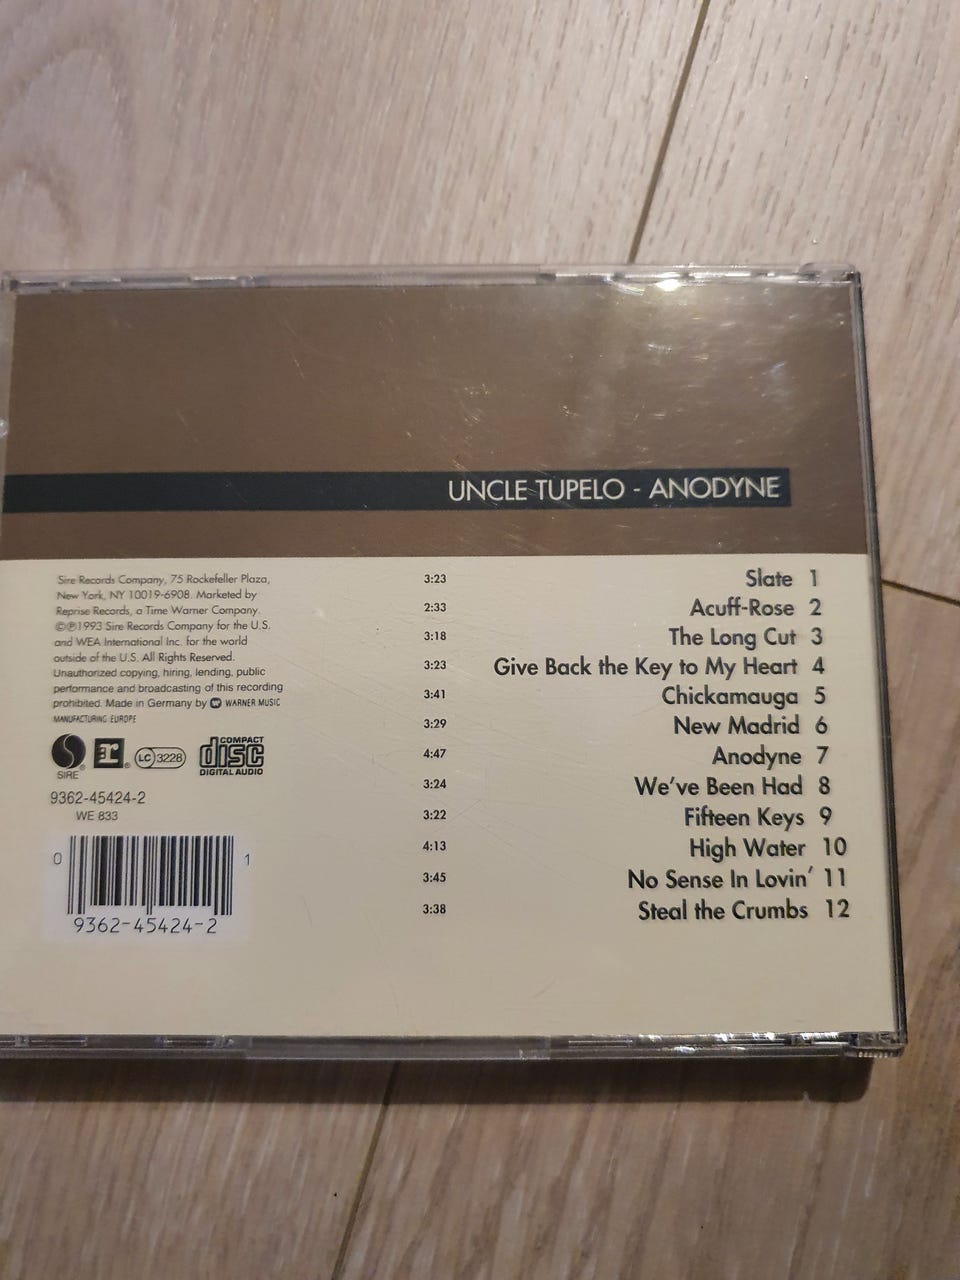 UNCLE TUPELO - ANODYNE
Sire Records Company, 75 Rockefeller Plaza,
New York, NY 10019-6908. Marketed by
Reprise Records, a Time Warner Company.
©℗1993 Sire Records Company for the U.S.
and WEA International Inc. for the world
outside of the U.S. All Rights Reserved.
Unauthorized copying, hiring, lending, public
performance and broadcasting of this recording
prohibited. Made in Germany by WARNER MUSIC
MANUFACTURING EUROPE
SIRE®
r®
LC 3228
COMPACT
disc
DIGITAL AUDIO
9362-45424-2
WE 833
0 1
9362-45424-2
3:23 Slate 1
2:33 Acuff-Rose 2
3:18 The Long Cut 3
3:23 Give Back the Key to My Heart 4
3:41 Chickamauga 5
3:29 New Madrid 6
4:47 Anodyne 7
3:24 We've Been Had 8
3:22 Fifteen Keys 9
4:13 High Water 10
3:45 No Sense In Lovin' 11
3:38 Steal the Crumbs 12